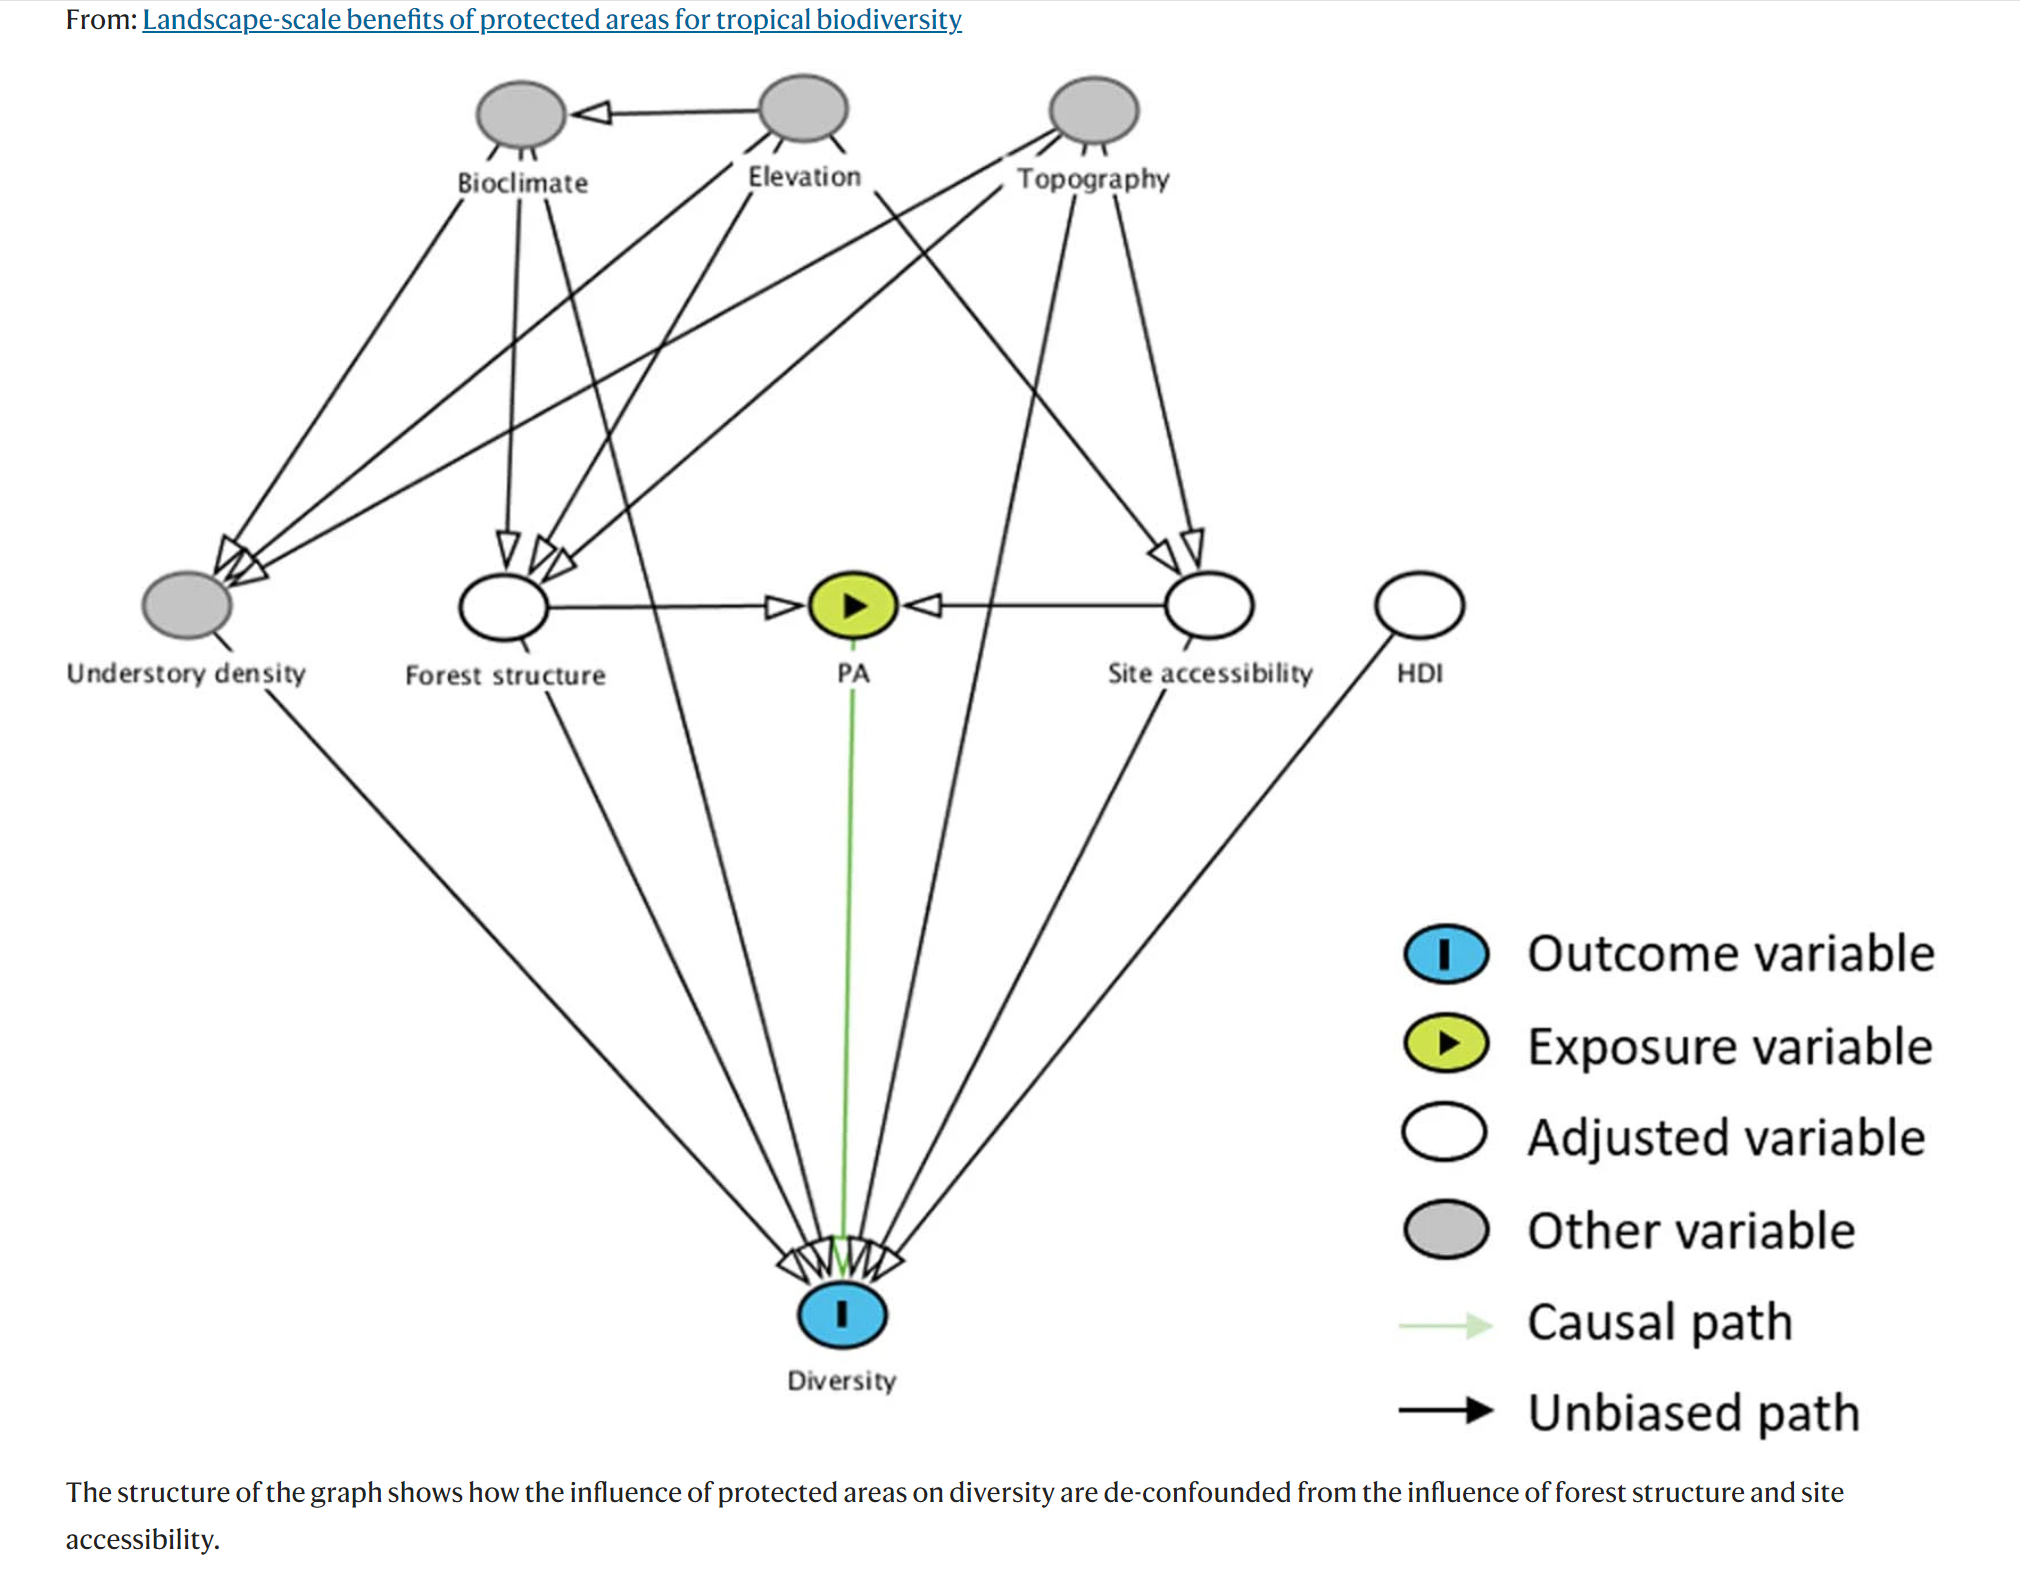 From: Landscape-scale benefits of protected areas for tropical biodiversity
Bioclimate
Elevation
Topography
Understory density
Forest structure
PA
Site accessibility
HDI
Diversity
Outcome variable
Exposure variable
Adjusted variable
Other variable
Causal path
Unbiased path
The structure of the graph shows how the influence of protected areas on diversity are de-confounded from the influence of forest structure and site
accessibility.